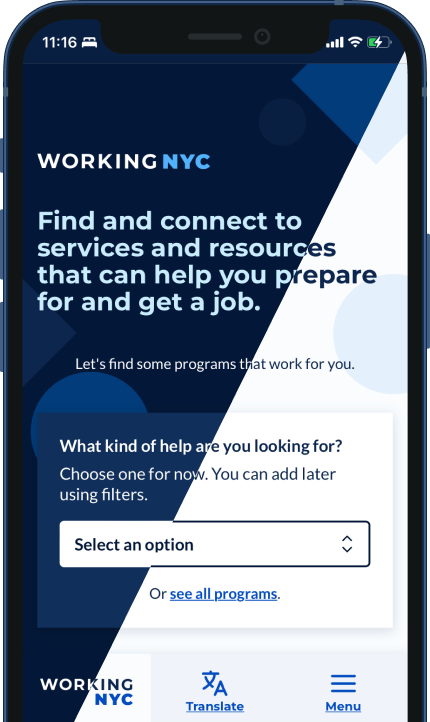 11:16
WORKING NYC
Find and connect to
services and resources
that can help you prepare
for and get a job.
Let's find some programs that work for you.
What kind of help are you looking for?
Choose one for now. You can add later
using filters.
Select an option
Or see all programs.
WORKING
NYC
Translate
Menu